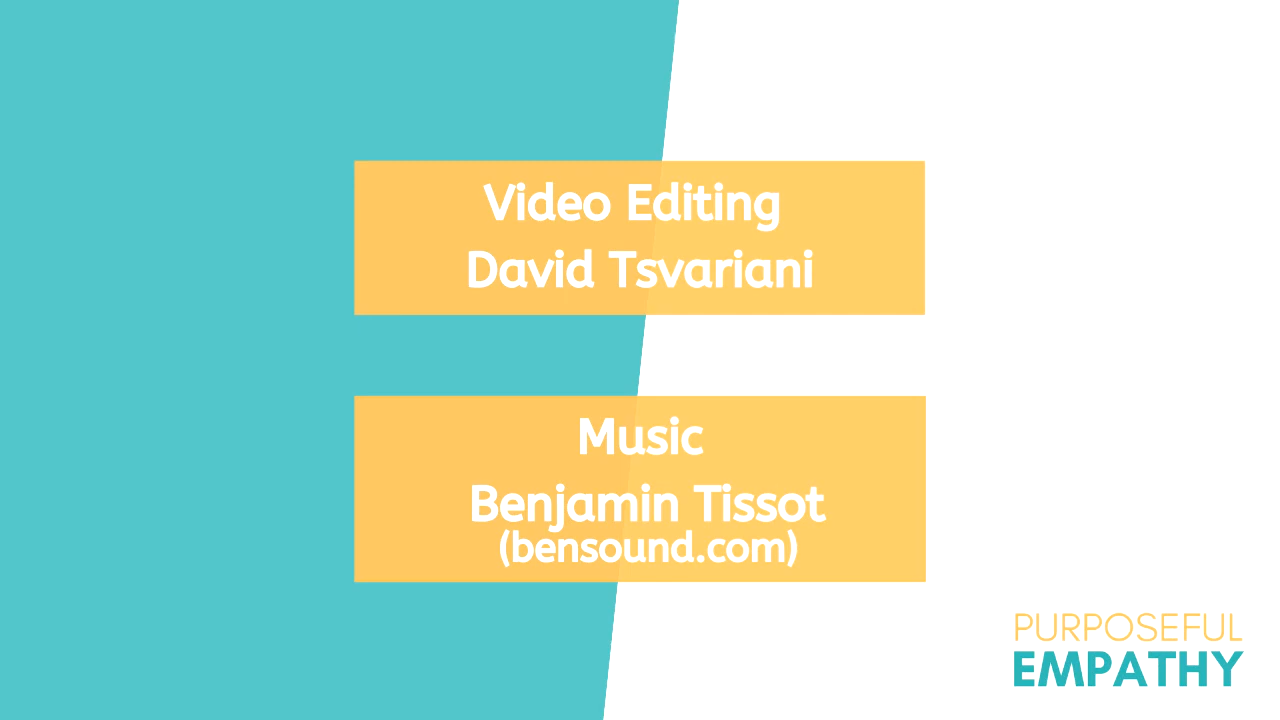 Video Editing
David Tsvariani
Music
Benjamin Tissot
(bensound.com)
PURPOSEFUL
EMPATHY